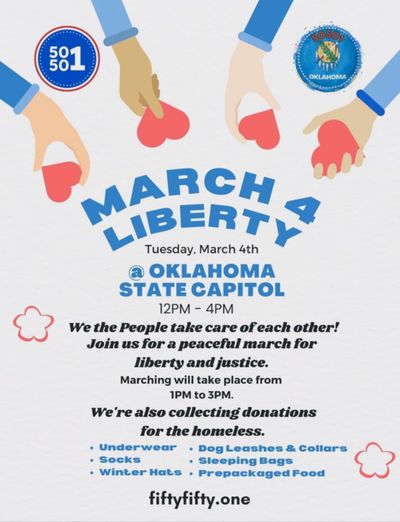 50
50 1
50501
OKLAHOMA
MARCH 4
LIBERTY
Tuesday, March 4th
@ OKLAHOMA
STATE CAPITOL
12PM – 4PM
We the People take care of each other!
Join us for a peaceful march for
liberty and justice.
Marching will take place from
1PM to 3PM.
We're also collecting donations
for the homeless.
• Underwear • Dog Leashes & Collars
• Socks • Sleeping Bags
• Winter Hats • Prepackaged Food
fiftyfifty.one